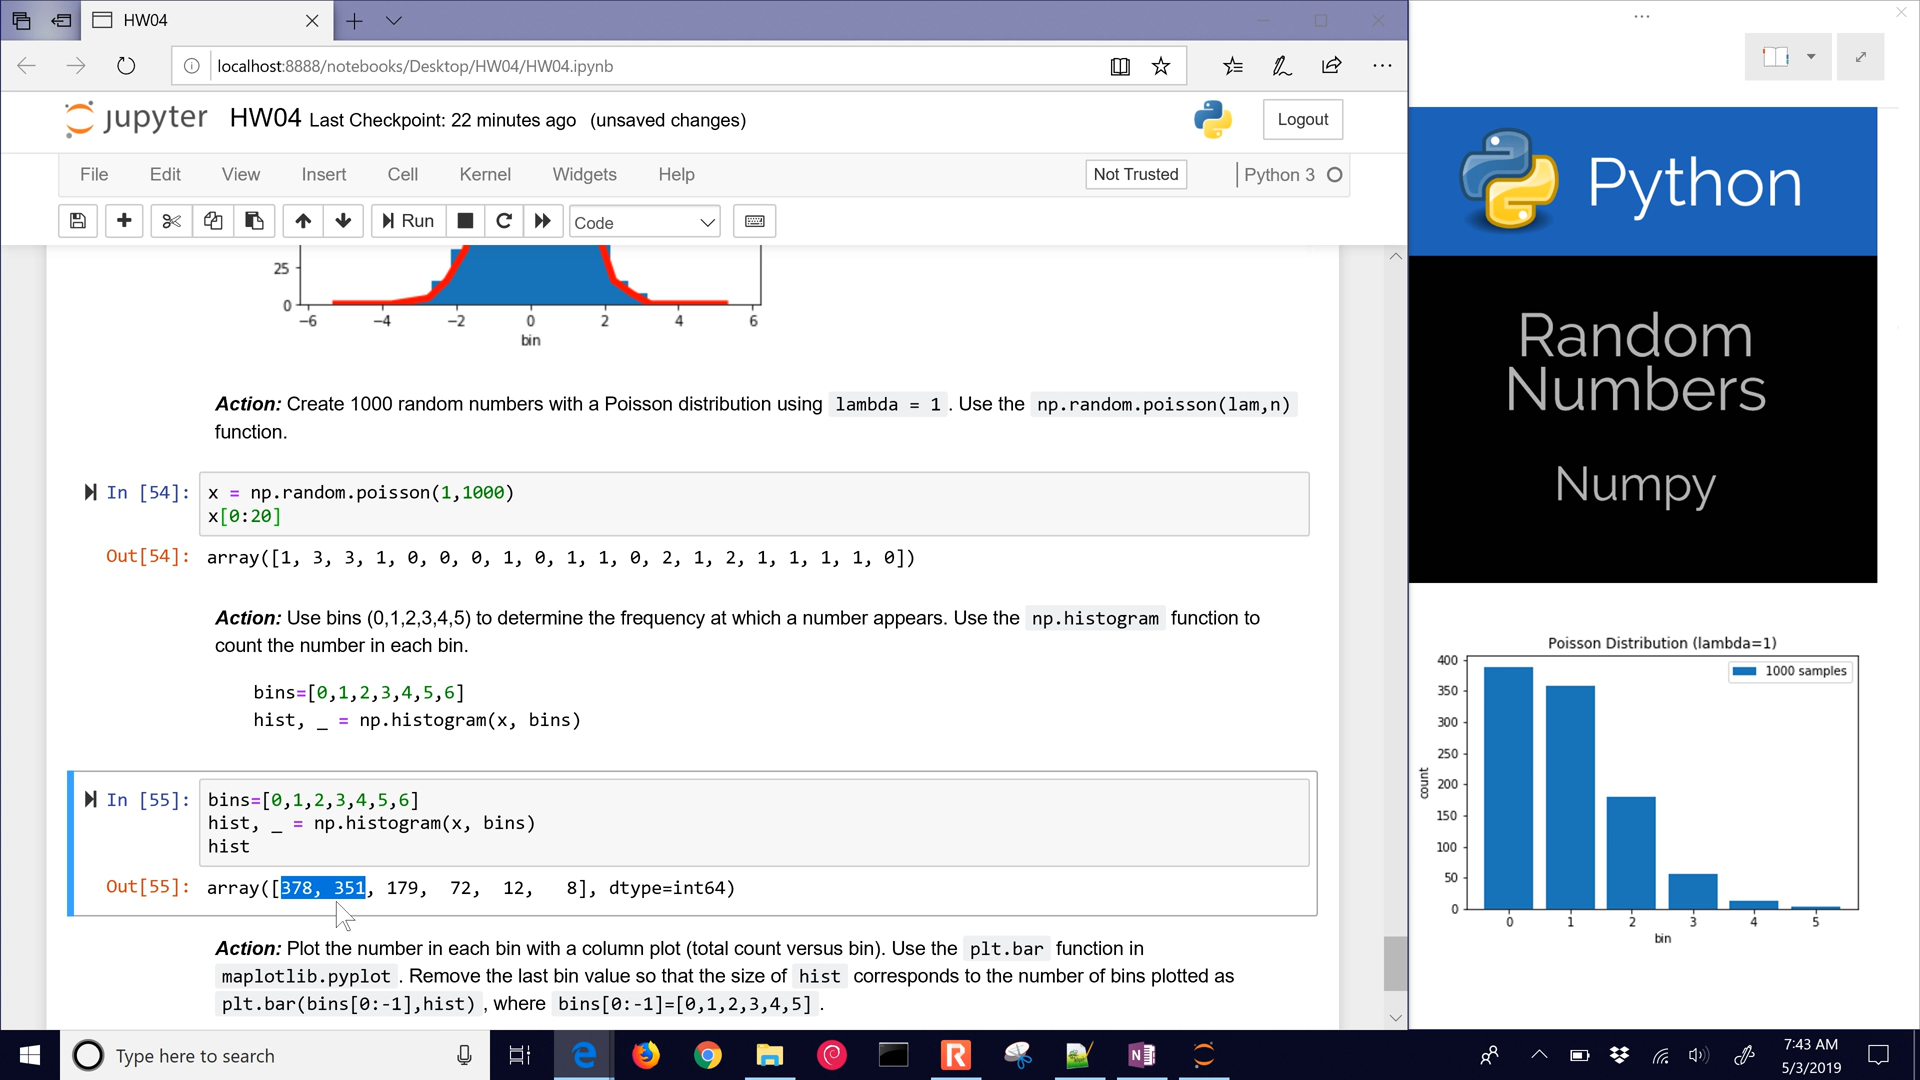 HW04
localhost:8888/notebooks/Desktop/HW04/HW04.ipynb
jupyter HW04 Last Checkpoint: 22 minutes ago (unsaved changes)
Logout
File Edit View Insert Cell Kernel Widgets Help
Not Trusted
Python 3
Run
Code
25
0
−6 −4 −2 0 2 4 6
bin
Action: Create 1000 random numbers with a Poisson distribution using lambda = 1 . Use the np.random.poisson(lam,n)
function.
In [54]: x = np.random.poisson(1,1000)
x[0:20]
Out[54]: array([1, 3, 3, 1, 0, 0, 0, 1, 0, 1, 1, 0, 2, 1, 2, 1, 1, 1, 1, 0])
Action: Use bins (0,1,2,3,4,5) to determine the frequency at which a number appears. Use the np.histogram function to
count the number in each bin.
bins=[0,1,2,3,4,5,6]
hist, _ = np.histogram(x, bins)
In [55]: bins=[0,1,2,3,4,5,6]
hist, _ = np.histogram(x, bins)
hist
Out[55]: array([378, 351, 179, 72, 12, 8], dtype=int64)
Action: Plot the number in each bin with a column plot (total count versus bin). Use the plt.bar function in
maplotlib.pyplot . Remove the last bin value so that the size of hist corresponds to the number of bins plotted as
plt.bar(bins[0:-1],hist) , where bins[0:-1]=[0,1,2,3,4,5] .
Python
Random
Numbers
Numpy
Poisson Distribution (lambda=1)
1000 samples
400
350
300
250
200
150
100
50
0
count
0 1 2 3 4 5
bin
Type here to search
7:43 AM
5/3/2019